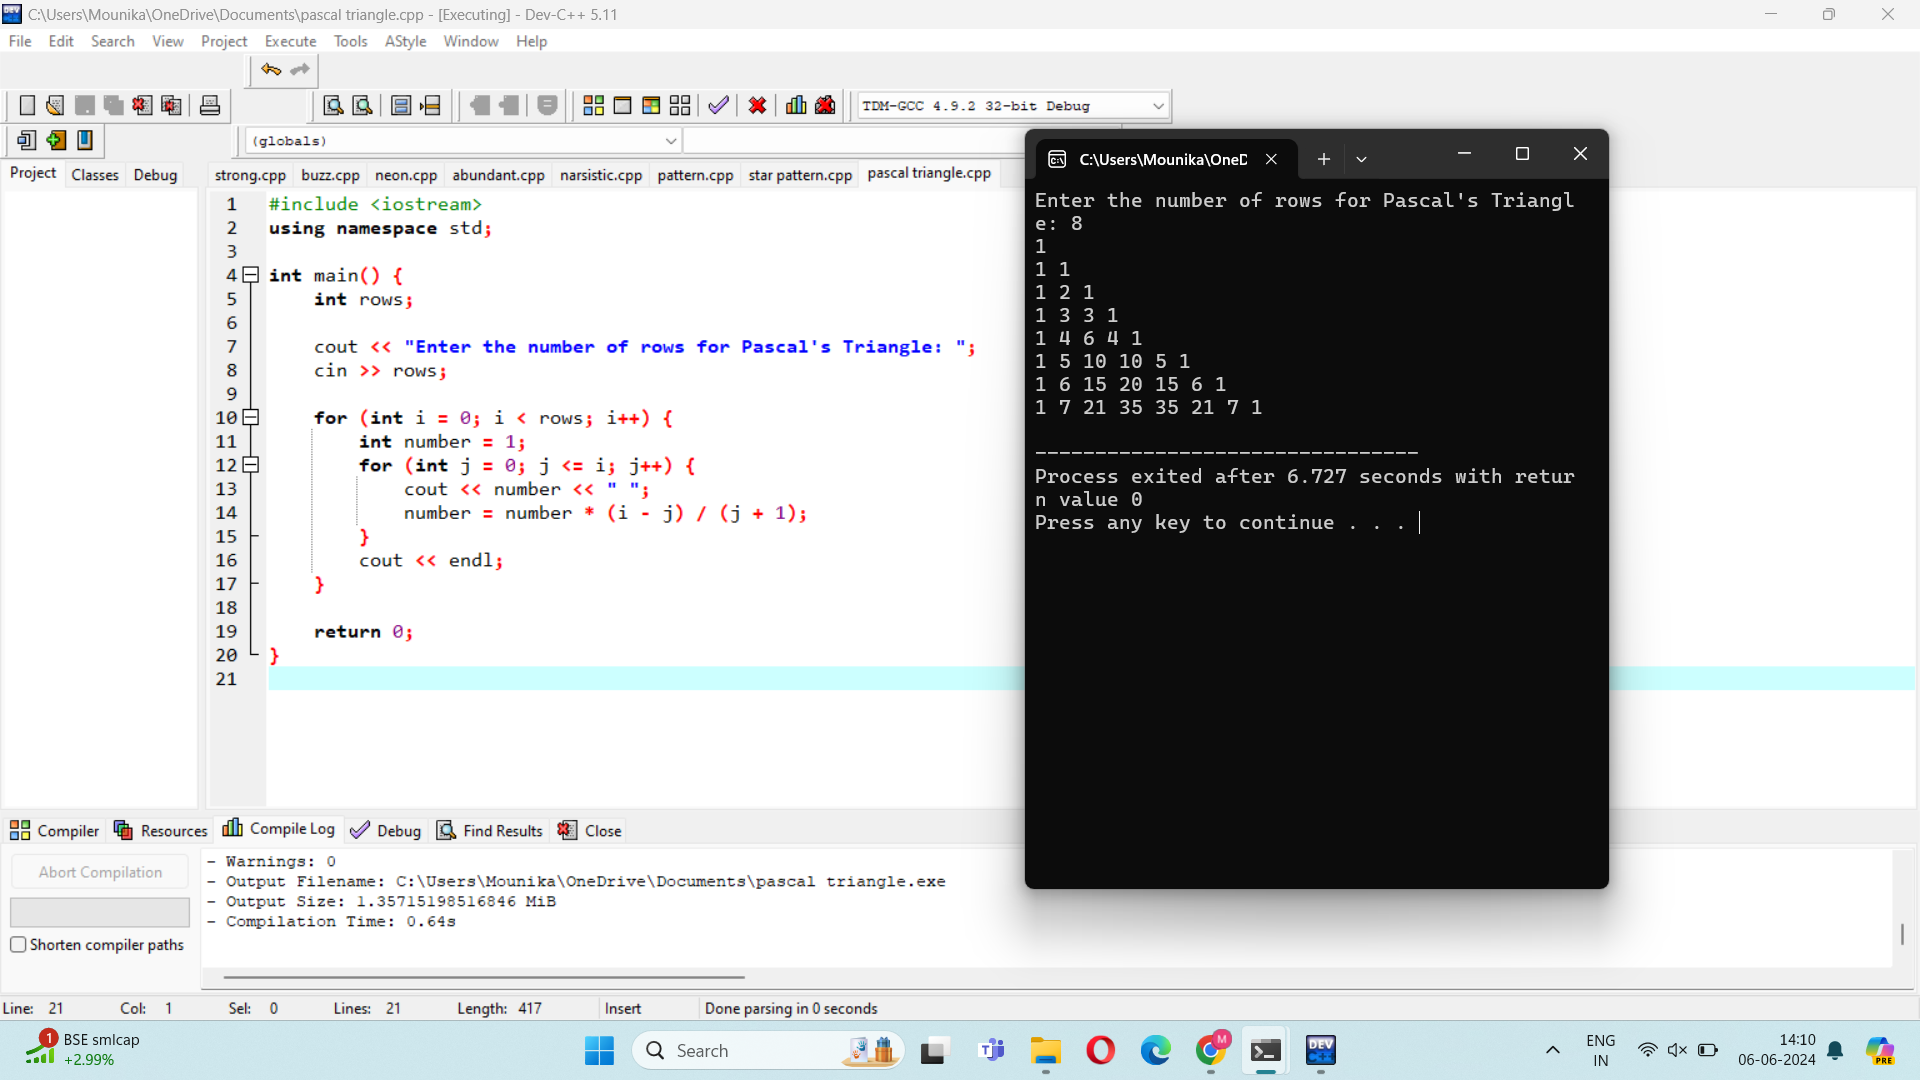 C:\Users\Mounika\OneDrive\Documents\pascal triangle.cpp - [Executing] - Dev-C++ 5.11
File Edit Search View Project Execute Tools AStyle Window Help
TDM-GCC 4.9.2 32-bit Debug
(globals)
Project Classes Debug
strong.cpp buzz.cpp neon.cpp abundant.cpp narsistic.cpp pattern.cpp star pattern.cpp pascal triangle.cpp
1 #include <iostream>
2 using namespace std;
3
4 int main() {
5 int rows;
6
7 cout << "Enter the number of rows for Pascal's Triangle: ";
8 cin >> rows;
9
10 for (int i = 0; i < rows; i++) {
11 int number = 1;
12 for (int j = 0; j <= i; j++) {
13 cout << number << " ";
14 number = number * (i - j) / (j + 1);
15 }
16 cout << endl;
17 }
18
19 return 0;
20 }
21
C:\Users\Mounika\OneD
Enter the number of rows for Pascal's Triangl
e: 8
1
1 1
1 2 1
1 3 3 1
1 4 6 4 1
1 5 10 10 5 1
1 6 15 20 15 6 1
1 7 21 35 35 21 7 1
--------------------------------
Process exited after 6.727 seconds with retur
n value 0
Press any key to continue . . .
Compiler Resources Compile Log Debug Find Results Close
Abort Compilation
Shorten compiler paths
- Warnings: 0
- Output Filename: C:\Users\Mounika\OneDrive\Documents\pascal triangle.exe
- Output Size: 1.35715198516846 MiB
- Compilation Time: 0.64s
Line: 21 Col: 1 Sel: 0 Lines: 21 Length: 417 Insert Done parsing in 0 seconds
1 BSE smlcap
+2.99%
Search
M
DEV
ENG
IN
14:10
06-06-2024
PRE